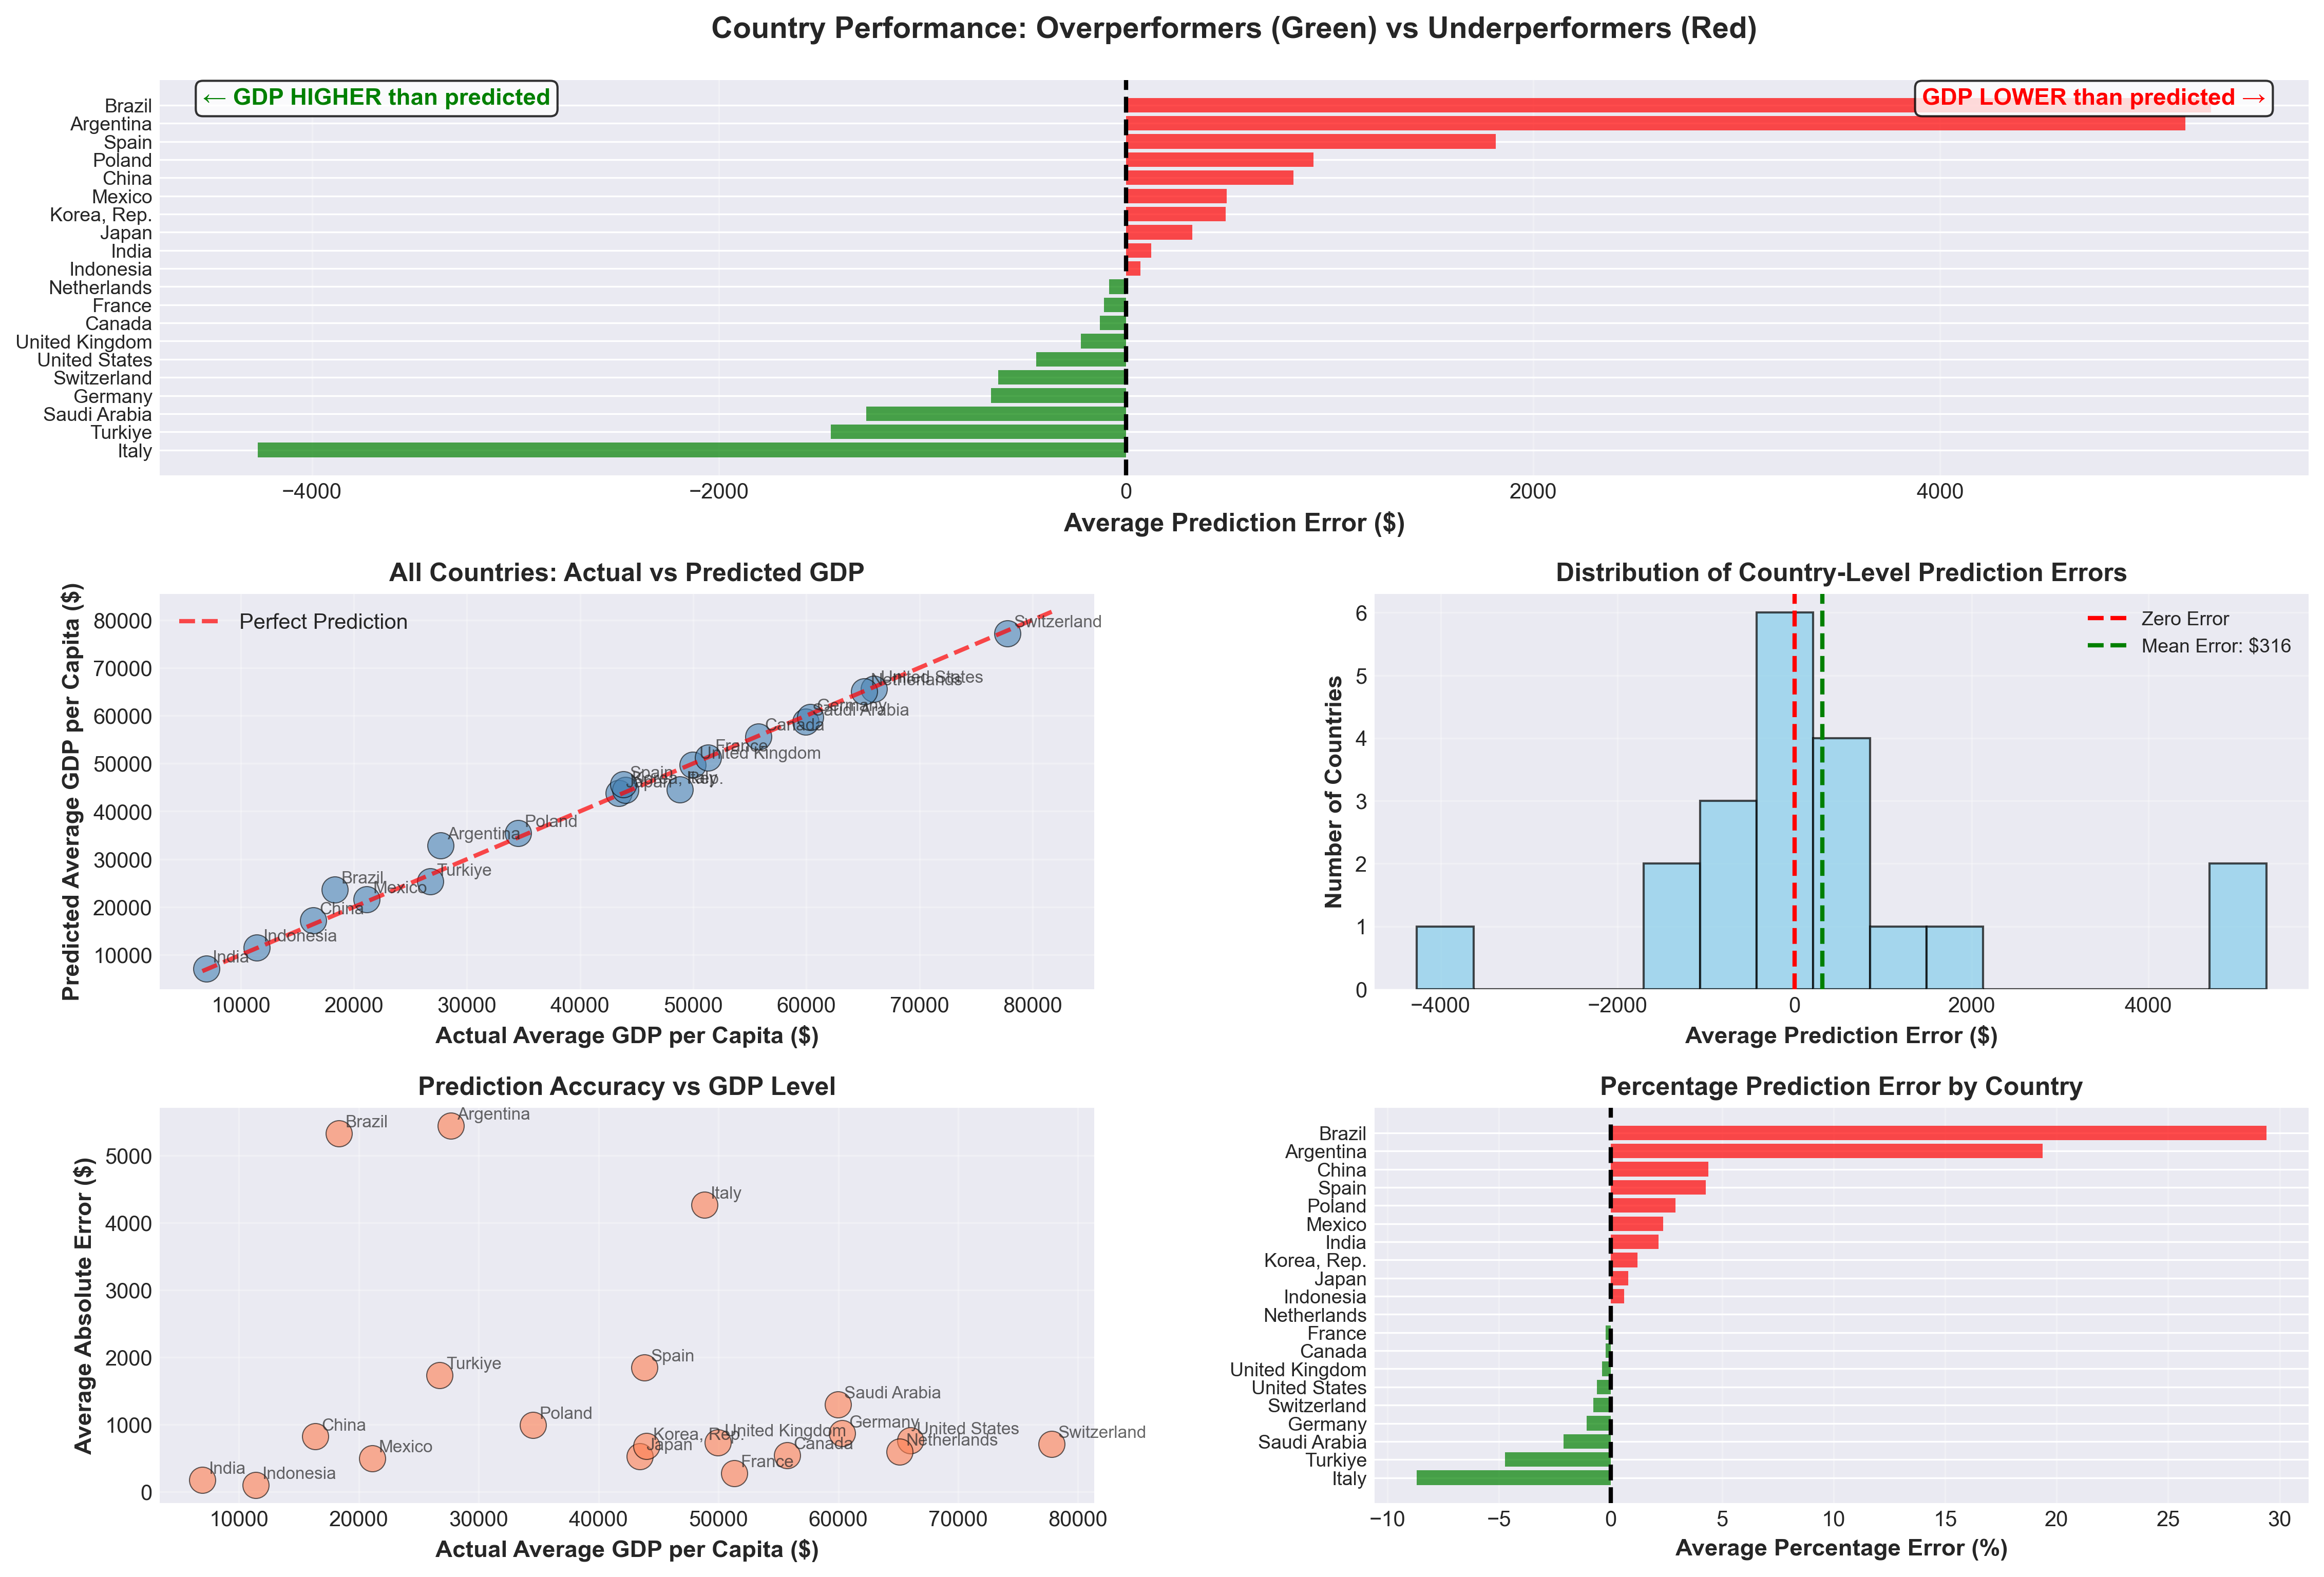 Country Performance: Overperformers (Green) vs Underperformers (Red)
← GDP HIGHER than predicted
GDP LOWER than predicted →
Brazil
Argentina
Spain
Poland
China
Mexico
Korea, Rep.
Japan
India
Indonesia
Netherlands
France
Canada
United Kingdom
United States
Switzerland
Germany
Saudi Arabia
Turkiye
Italy
−4000
−2000
0
2000
4000
Average Prediction Error ($)
All Countries: Actual vs Predicted GDP
Predicted Average GDP per Capita ($)
80000
70000
60000
50000
40000
30000
20000
10000
Perfect Prediction
Switzerland
United States
Netherlands
Germany
Saudi Arabia
Canada
France
United Kingdom
Spain
Korea, Rep.
Italy
Japan
Poland
Argentina
Turkiye
Brazil
Mexico
China
Indonesia
India
10000
20000
30000
40000
50000
60000
70000
80000
Actual Average GDP per Capita ($)
Distribution of Country-Level Prediction Errors
Number of Countries
6
5
4
3
2
1
0
Zero Error
Mean Error: $316
−4000
−2000
0
2000
4000
Average Prediction Error ($)
Prediction Accuracy vs GDP Level
Average Absolute Error ($)
5000
4000
3000
2000
1000
0
Brazil
Argentina
Italy
Turkiye
Spain
Saudi Arabia
Poland
China
Korea, Rep.
United Kingdom
Germany
United States
Switzerland
Japan
Canada
Netherlands
Mexico
France
India
Indonesia
10000
20000
30000
40000
50000
60000
70000
80000
Actual Average GDP per Capita ($)
Percentage Prediction Error by Country
Brazil
Argentina
China
Spain
Poland
Mexico
India
Korea, Rep.
Japan
Indonesia
Netherlands
France
Canada
United Kingdom
United States
Switzerland
Germany
Saudi Arabia
Turkiye
Italy
−10
−5
0
5
10
15
20
25
30
Average Percentage Error (%)